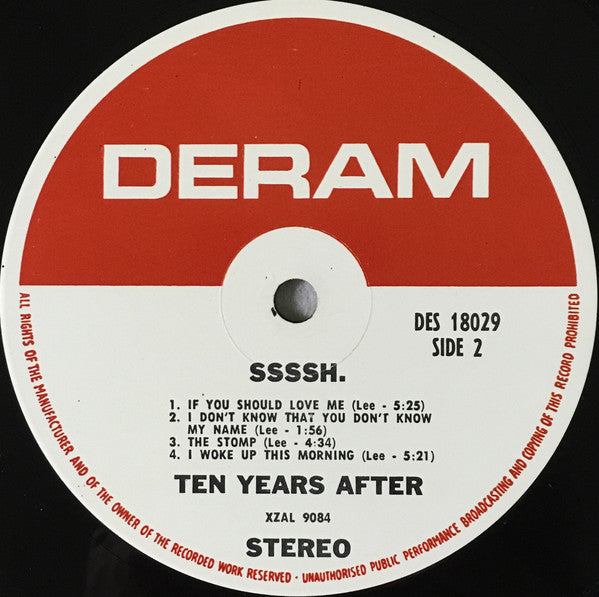 DERAM
DES 18029
SIDE 2
SSSSH.
1. IF YOU SHOULD LOVE ME (Lee - 5:25)
2. I DON'T KNOW THAT YOU DON'T KNOW
MY NAME (Lee - 1:56)
3. THE STOMP (Lee - 4:34)
4. I WOKE UP THIS MORNING (Lee - 5:21)
TEN YEARS AFTER
XZAL 9084
STEREO
ALL RIGHTS OF THE MANUFACTURER AND OF THE OWNER OF THE RECORDED WORK RESERVED · UNAUTHORISED PUBLIC PERFORMANCE BROADCASTING AND COPYING OF THIS RECORD PROHIBITED